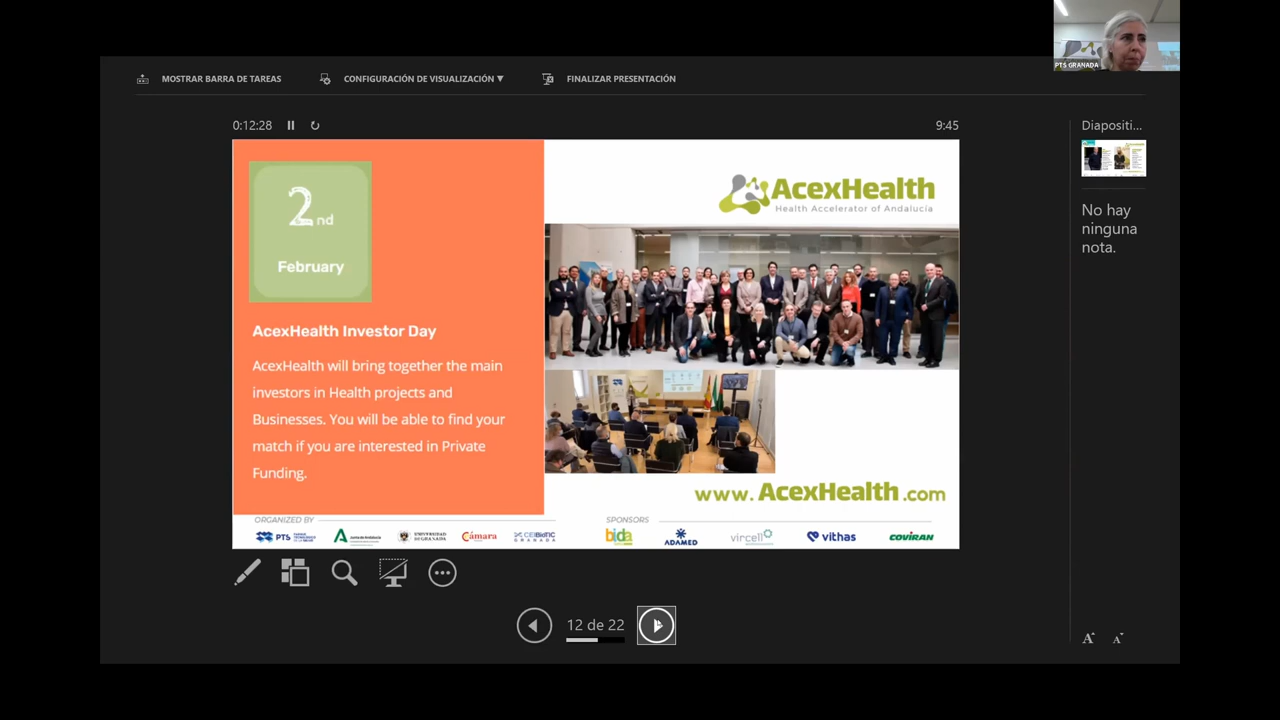 PTS GRANADA
MOSTRAR BARRA DE TAREAS
CONFIGURACIÓN DE VISUALIZACIÓN ▼
FINALIZAR PRESENTACIÓN
0:12:28
9:45
Diapositi...
2nd
February
AcexHealth
Health Accelerator of Andalucía
AcexHealth Investor Day
AcexHealth will bring together the main
investors in Health projects and
Businesses. You will be able to find your
match if you are interested in Private
Funding.
www.AcexHealth.com
ORGANIZED BY
SPONSORS
PTS
Junta de Andalucía
UNIVERSIDAD
DE GRANADA
Cámara
CEIBioTIC
GRANADA
bida
ADAMED
vircell
vithas
COVIRAN
No hay
ninguna
nota.
12 de 22
A
A